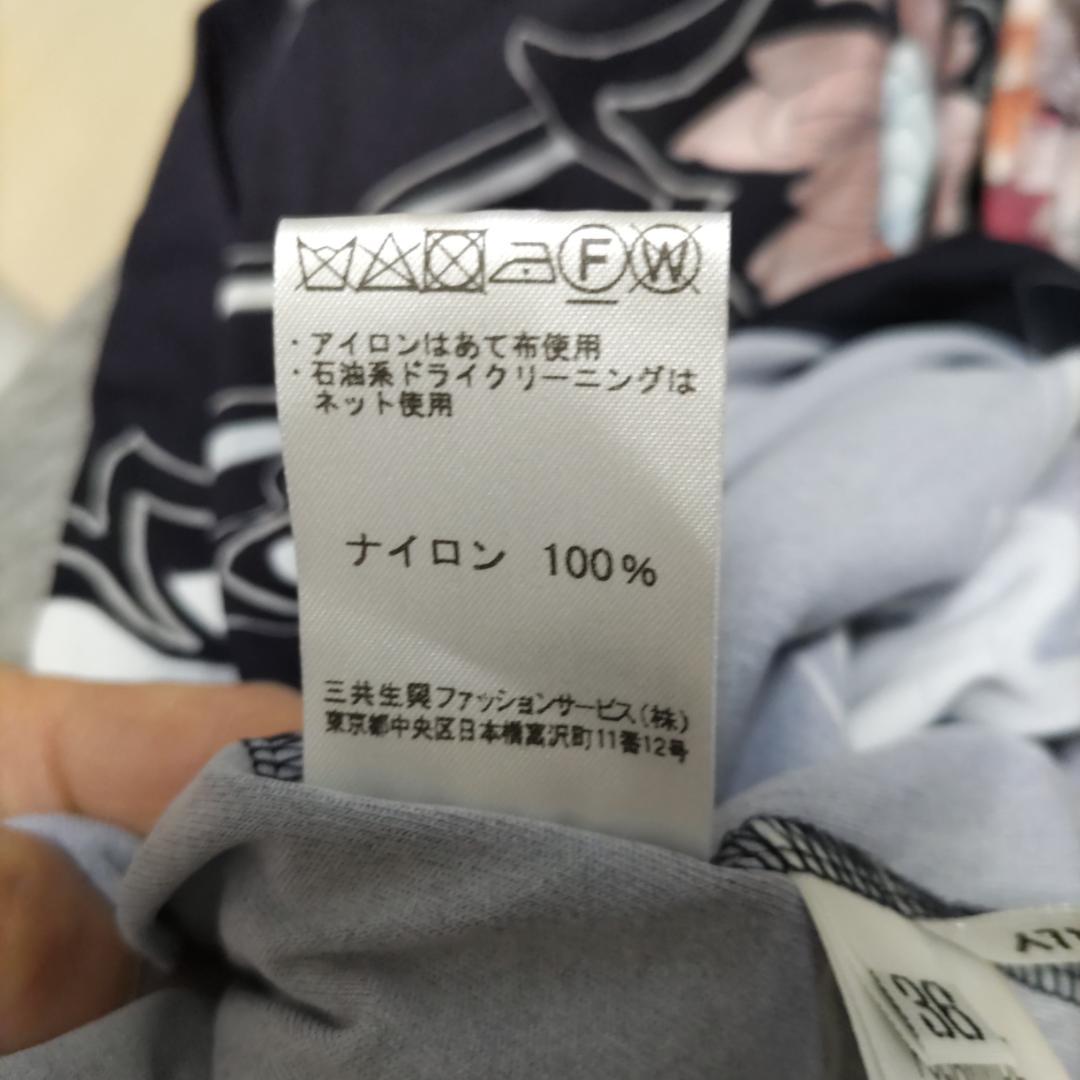 F W
・アイロンはあて布使用
・石油系ドライクリーニングは
ネット使用
ナイロン 100%
三共生興ファッションサービス(株)
東京都中央区日本橋富沢町11番12号
38